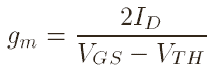 $g_m = \frac{2I_D}{V_{GS} - V_{TH}}$